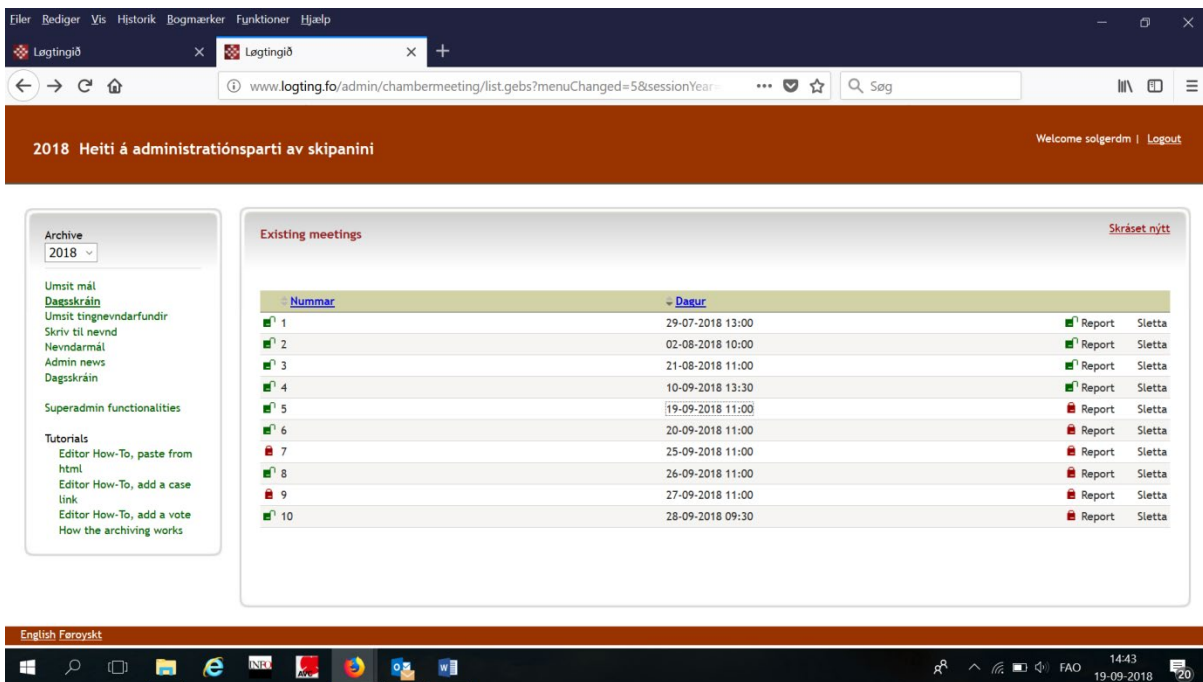 Filer Rediger Vis Historik Bogmærker Funktioner Hjælp
Løgtingið
Løgtingið
www.logting.fo/admin/chambermeeting/list.gebs?menuChanged=5&sessionYear=
Søg
2018 Heiti á administratiónsparti av skipanini
Welcome solgerdm | Logout
Archive
2018
Umsit mál
Dagsskráin
Umsit tingnevndarfundir
Skriv til nevnd
Nevndarmál
Admin news
Dagsskráin
Superadmin functionalities
Tutorials
Editor How-To, paste from
html
Editor How-To, add a case
link
Editor How-To, add a vote
How the archiving works
Existing meetings
Skráset nýtt
Nummar Dagur
1 29-07-2018 13:00 Report Sletta
2 02-08-2018 10:00 Report Sletta
3 21-08-2018 11:00 Report Sletta
4 10-09-2018 13:30 Report Sletta
5 19-09-2018 11:00 Report Sletta
6 20-09-2018 11:00 Report Sletta
7 25-09-2018 11:00 Report Sletta
8 26-09-2018 11:00 Report Sletta
9 27-09-2018 11:00 Report Sletta
10 28-09-2018 09:30 Report Sletta
English Føroyskt
INFO
FAO
14:43
19-09-2018
20